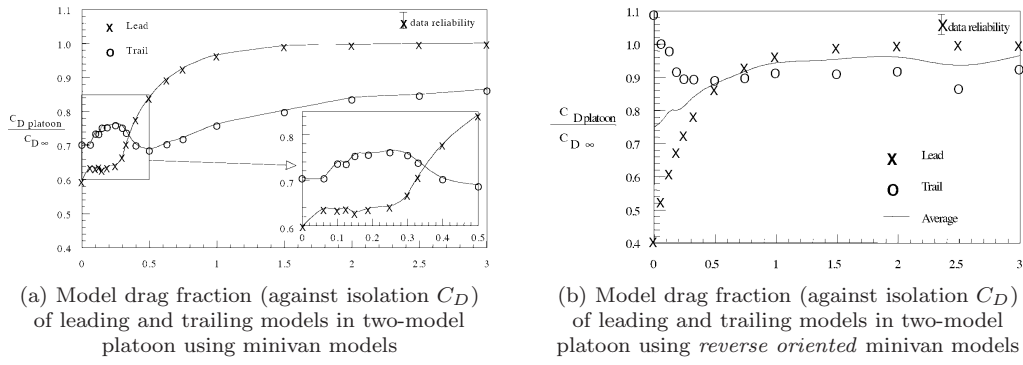 1.1
1.0
0.9
0.8
0.7
0.6
0.5
0.4
C D platoon
C D ∞
x Lead
o Trail
data reliability
0.8
0.7
0.6
0 0.1 0.2 0.3 0.4 0.5
0 0.5 1 1.5 2 2.5 3
(a) Model drag fraction (against isolation C_D)
of leading and trailing models in two-model
platoon using minivan models
1.1
1.0
0.9
0.8
0.7
0.6
0.5
0.4
C D platoon
C D ∞
data reliability
x Lead
o Trail
Average
0 0.5 1 1.5 2 2.5 3
(b) Model drag fraction (against isolation C_D)
of leading and trailing models in two-model
platoon using reverse oriented minivan models